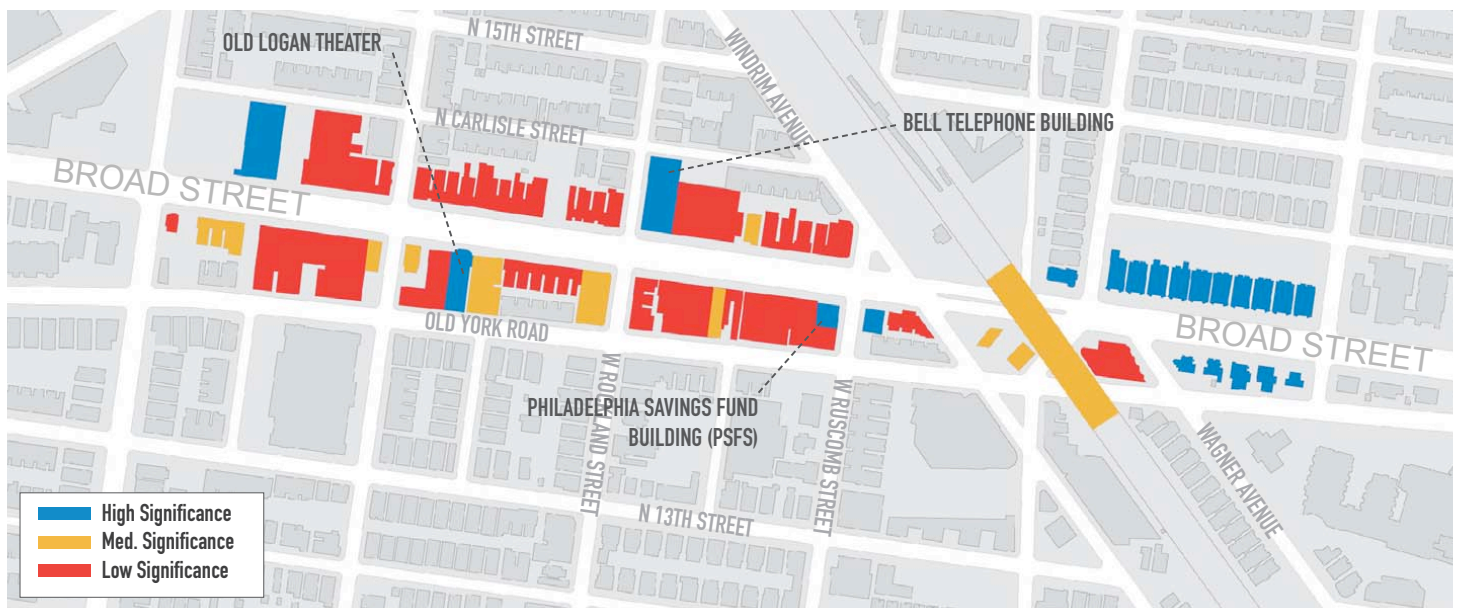 N 15TH STREET
OLD LOGAN THEATER
WINDRIM AVENUE
N CARLISLE STREET
BELL TELEPHONE BUILDING
BROAD STREET
OLD YORK ROAD
BROAD STREET
W ROCKLAND STREET
PHILADELPHIA SAVINGS FUND
BUILDING (PSFS)
W RUSCOMB STREET
WAGNER AVENUE
N 13TH STREET
High Significance
Med. Significance
Low Significance